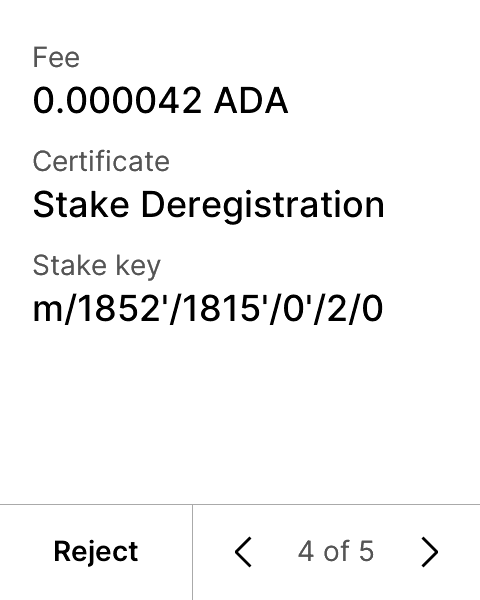 Fee
0.000042 ADA
Certificate
Stake Deregistration
Stake key
m/1852'/1815'/0'/2/0
Reject
4 of 5